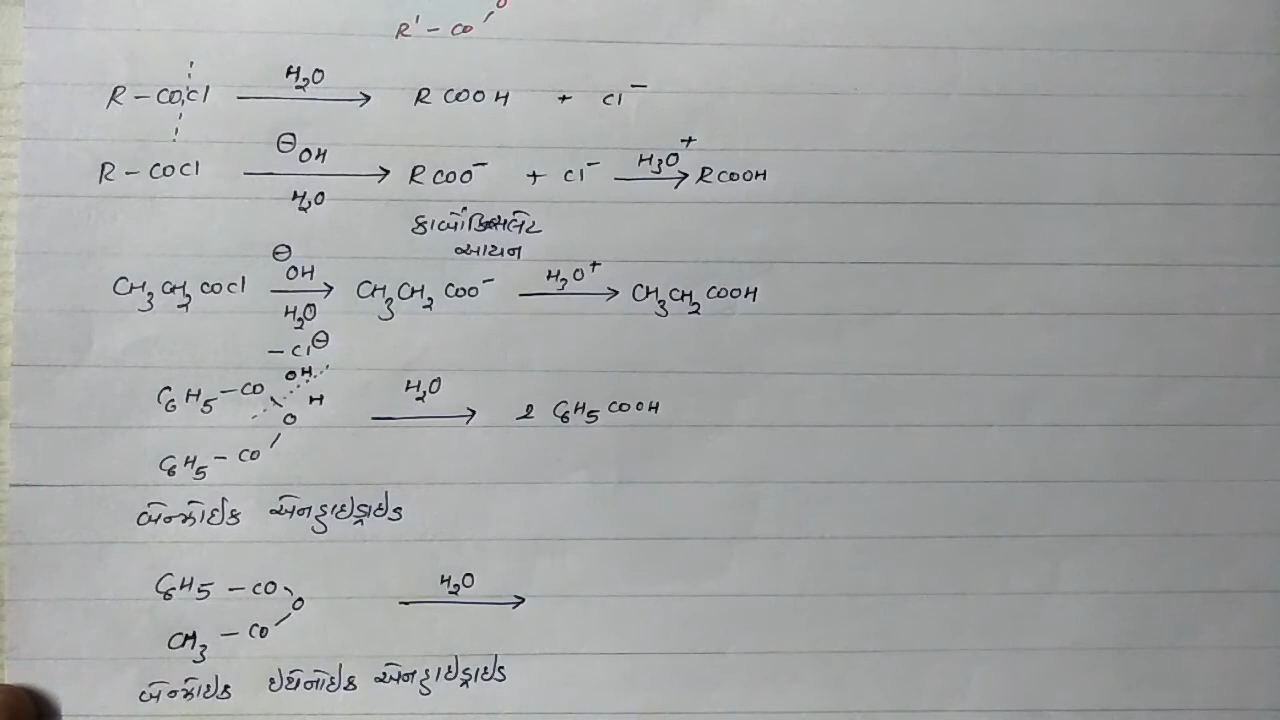 R' – CO
R – COCl H2O → RCOOH + Cl⁻
R – COCl ⊖OH / H2O → RCOO⁻ + Cl⁻ H3O⁺ → RCOOH
કાર્બોક્સિલેટ
આયન
CH3CH2COCl ⊖OH / H2O → CH3CH2COO⁻ H3O⁺ → CH3CH2COOH
– Cl⊖
C6H5 – CO OH H H2O → 2 C6H5COOH
O
C6H5 – CO
બેન્ઝોઇક એનહાઇડ્રાઇડ
C6H5 – CO H2O →
O
CH3 – CO
બેન્ઝોઇક ઇથેનોઇક એનહાઇડ્રાઇડ